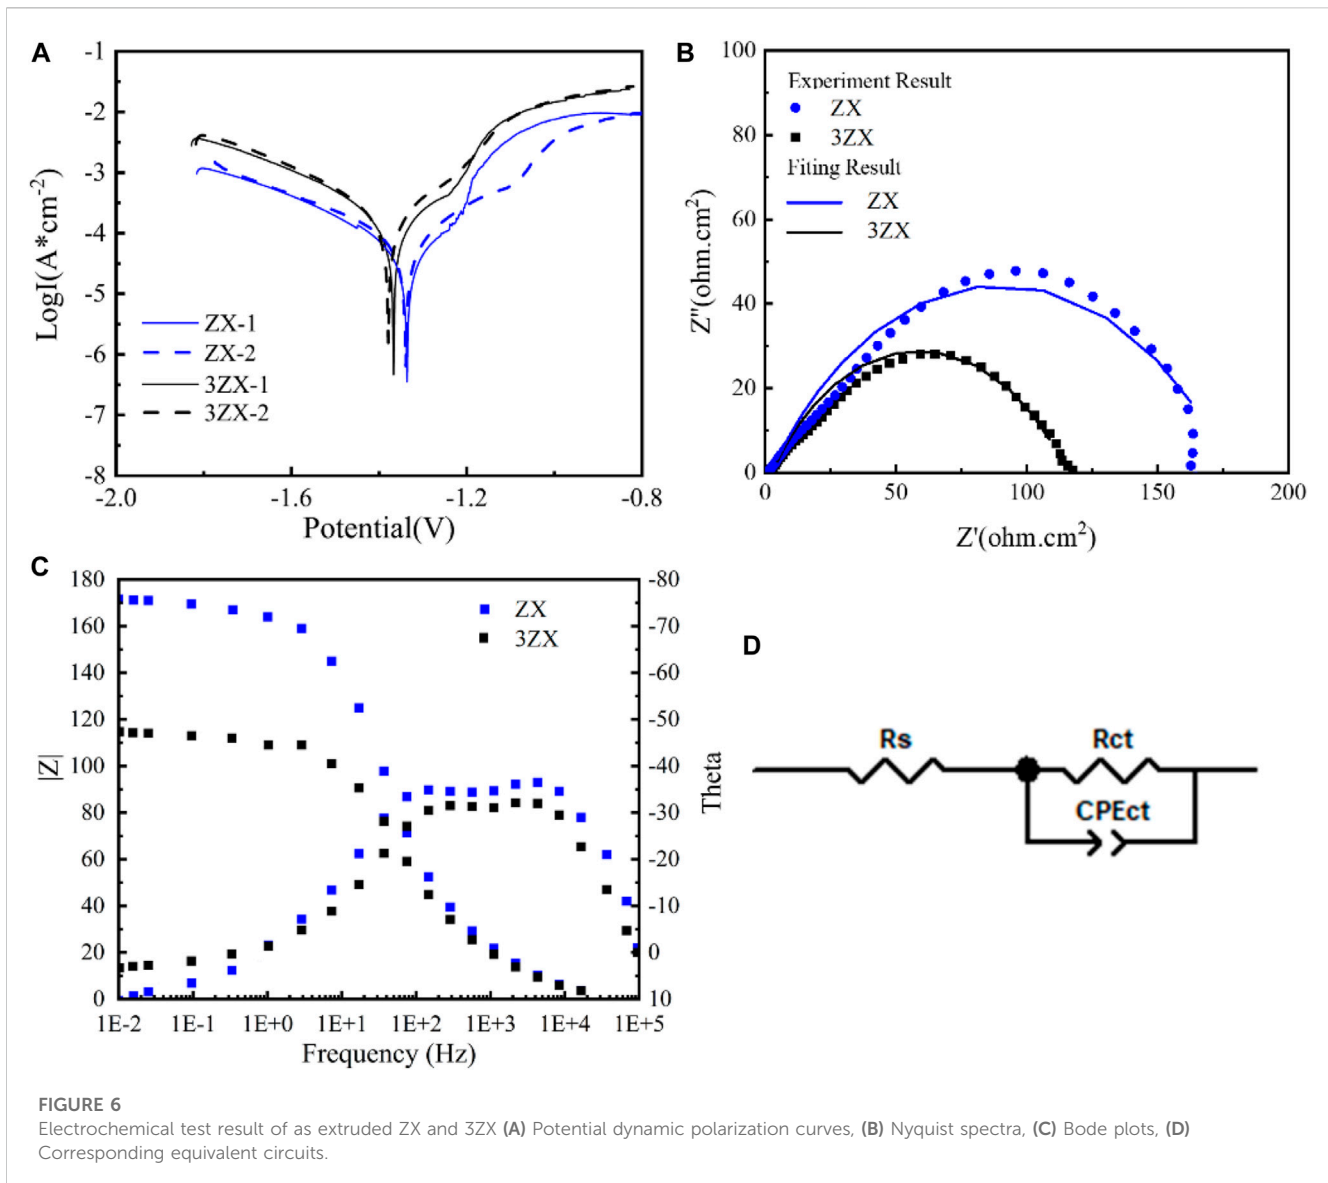 A
-1
-2
-3
-4
-5
-6
-7
-8
LogI(A*cm-2)
ZX-1
ZX-2
3ZX-1
3ZX-2
-2.0
-1.6
-1.2
-0.8
Potential(V)
B
100
80
60
40
20
0
Z"(ohm.cm2)
Experiment Result
ZX
3ZX
Fiting Result
ZX
3ZX
0
50
100
150
200
Z'(ohm.cm2)
C
180
160
140
120
100
80
60
40
20
0
|Z|
ZX
3ZX
-80
-70
-60
-50
-40
-30
-20
-10
0
10
Theta
1E-2
1E-1
1E+0
1E+1
1E+2
1E+3
1E+4
1E+5
Frequency (Hz)
D
Rs
Rct
CPEct
FIGURE 6
Electrochemical test result of as extruded ZX and 3ZX (A) Potential dynamic polarization curves, (B) Nyquist spectra, (C) Bode plots, (D)
Corresponding equivalent circuits.